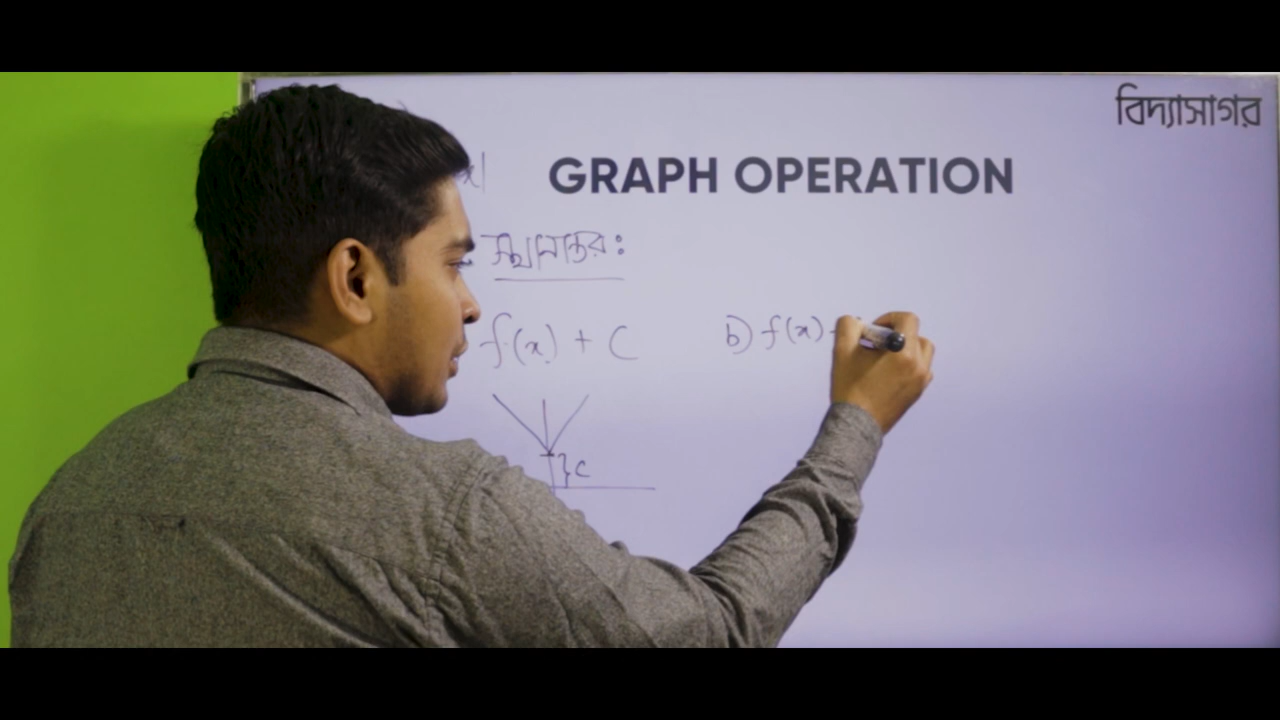 বিদ্যাসাগর
GRAPH OPERATION
x|
স্থানান্তর:
f(x) + C
b) f(x) -
}c